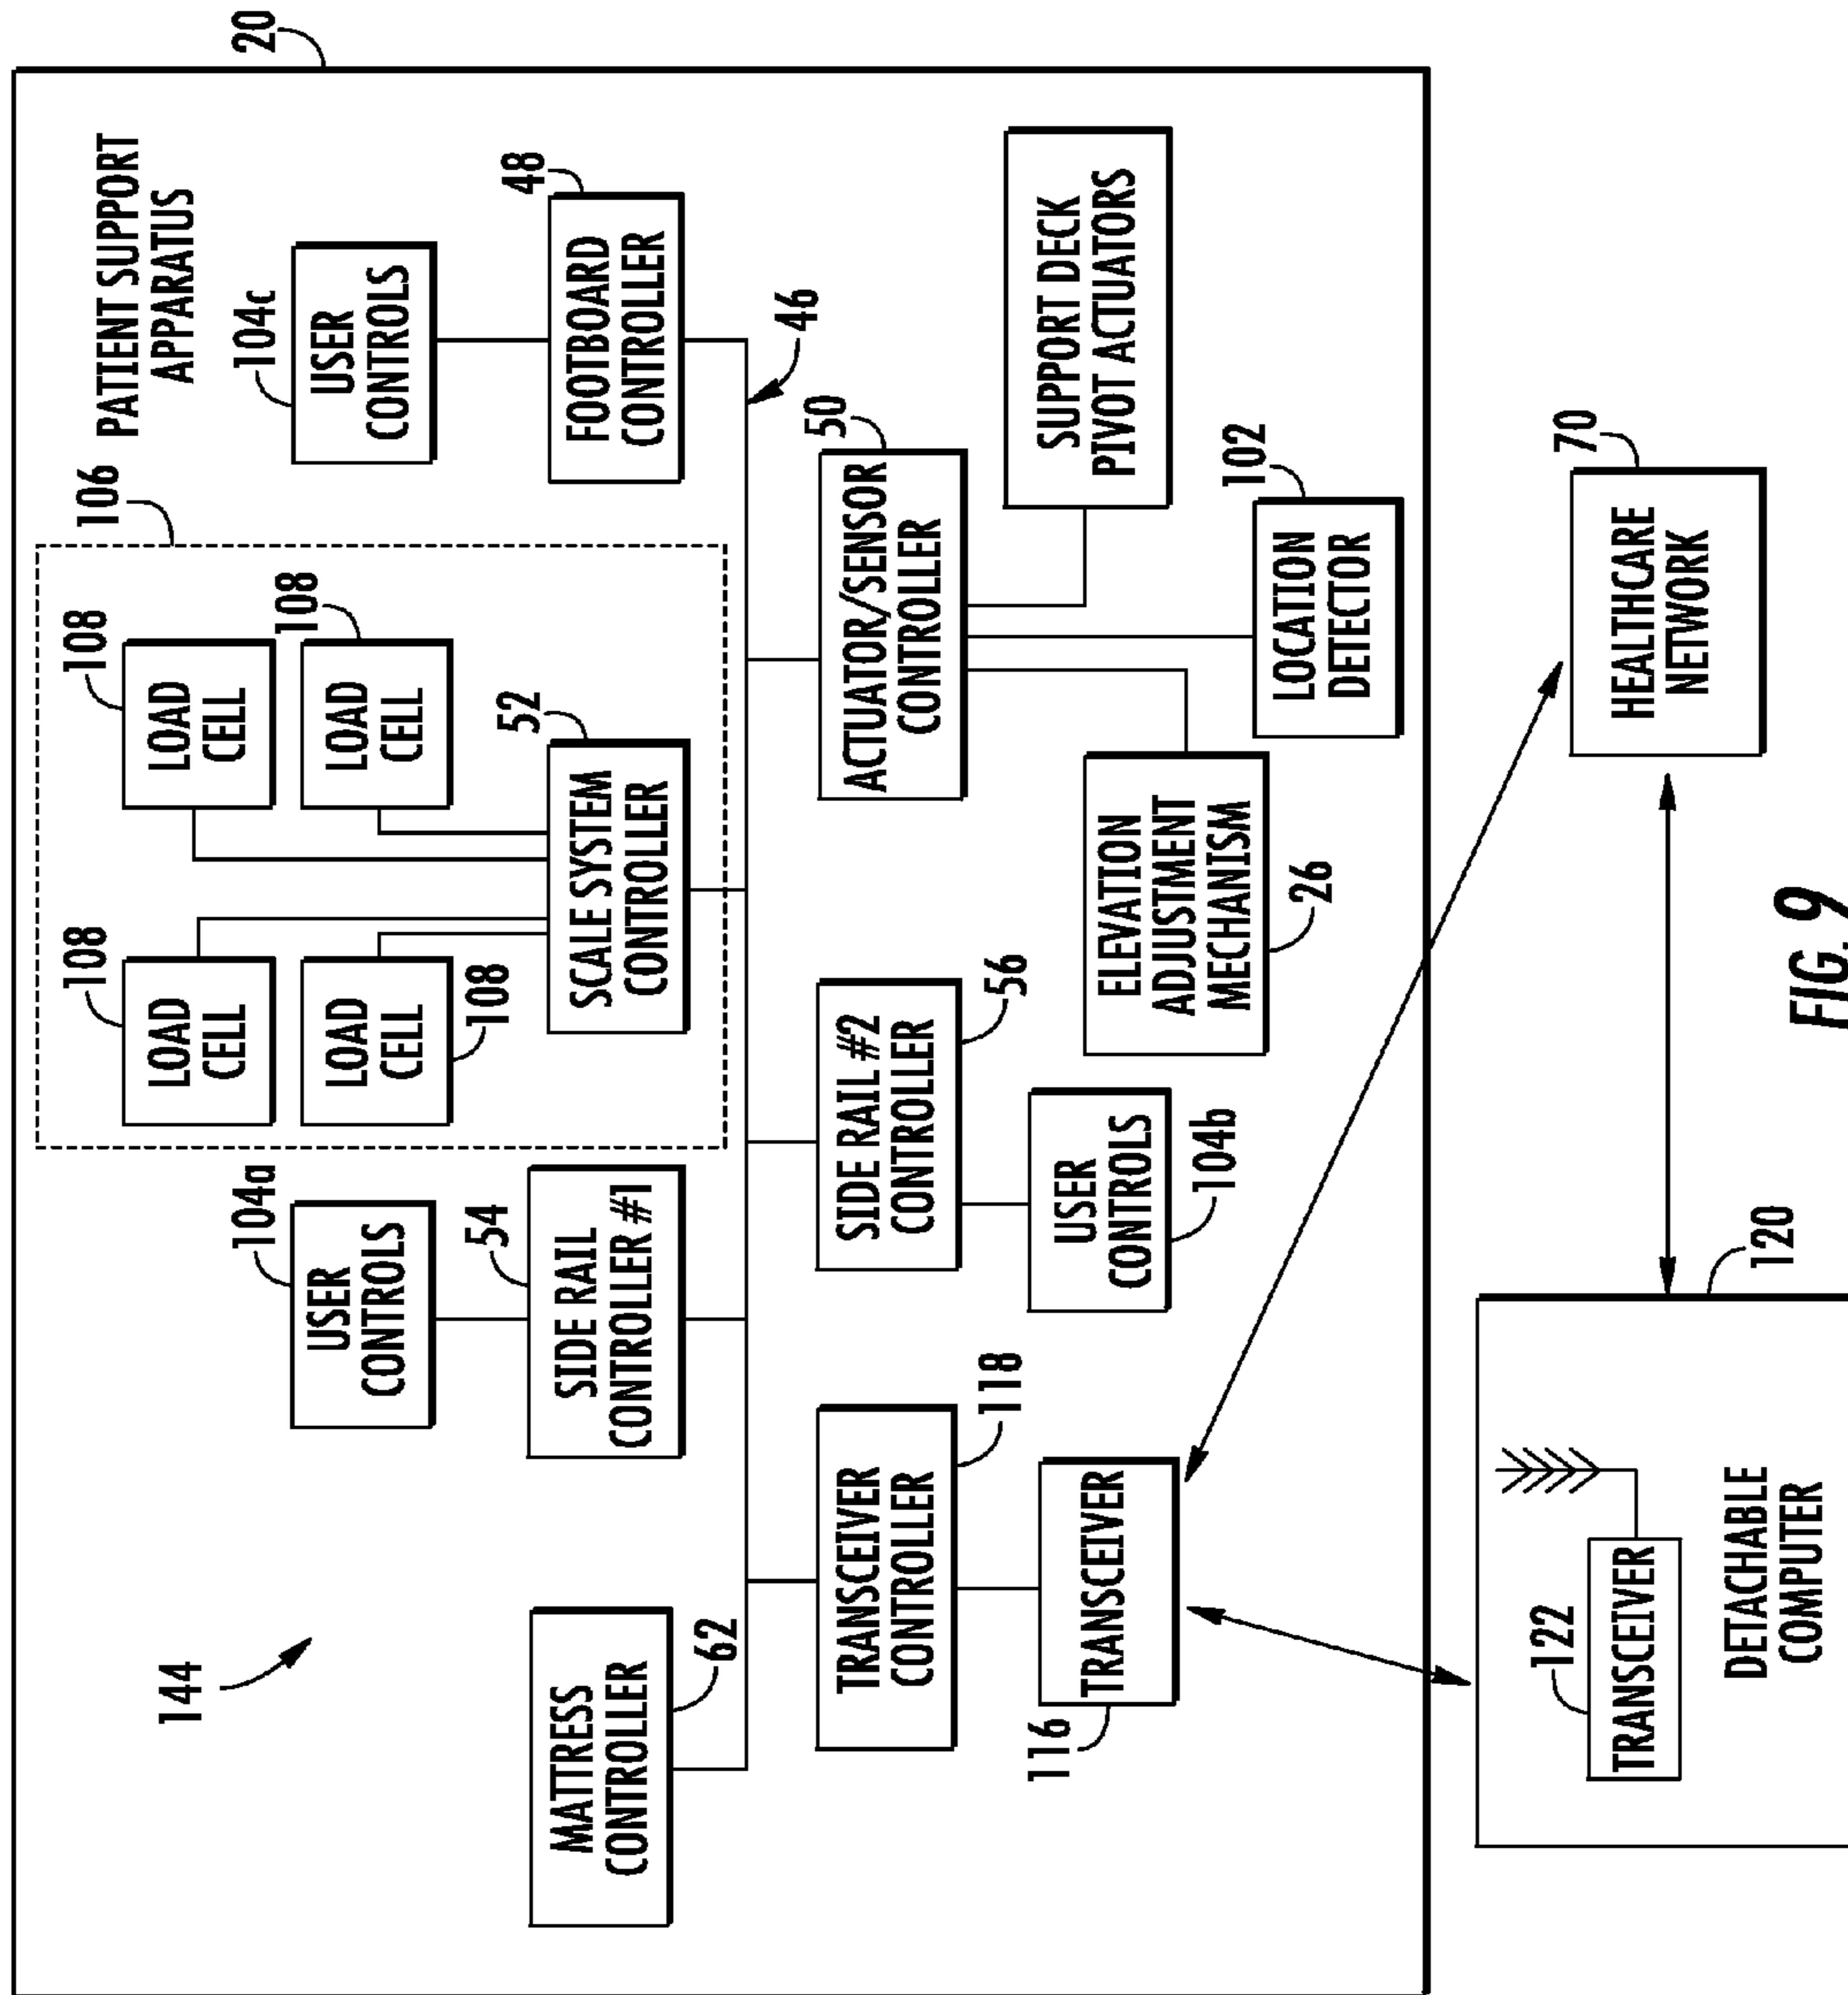 144
PATIENT SUPPORT
APPARATUS
20
106
108
LOAD
CELL
108
LOAD
CELL
LOAD
CELL
108
LOAD
CELL
108
104a
USER
CONTROLS
104c
USER
CONTROLS
MATTRESS
CONTROLLER
62
54
SIDE RAIL
CONTROLLER #1
52
SCALE SYSTEM
CONTROLLER
48
FOOTBOARD
CONTROLLER
46
TRANSCEIVER
CONTROLLER
118
SIDE RAIL #2
CONTROLLER
56
50
ACTUATOR/SENSOR
CONTROLLER
116
TRANSCEIVER
USER
CONTROLS
104b
ELEVATION
ADJUSTMENT
MECHANISM
26
SUPPORT DECK
PIVOT ACTUATORS
102
LOCATION
DETECTOR
122
TRANSCEIVER
DETACHABLE
COMPUTER
120
70
HEALTHCARE
NETWORK
FIG. 9